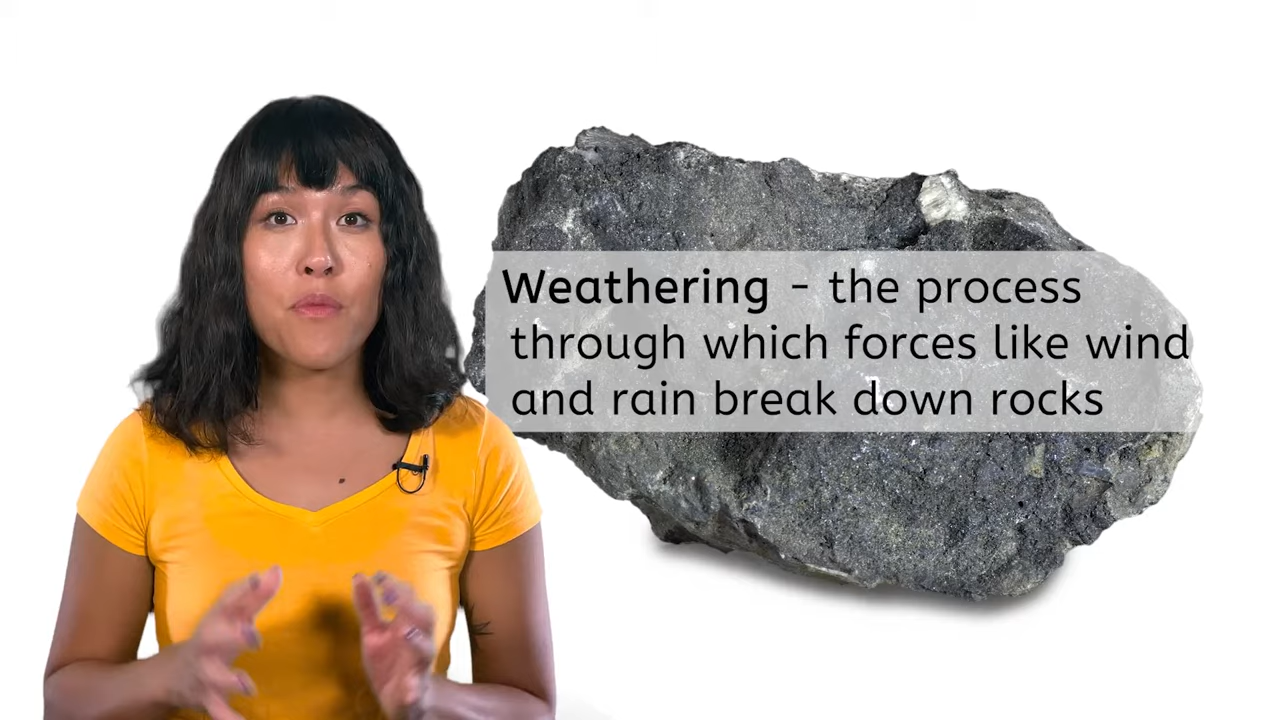 Weathering - the process
through which forces like wind
and rain break down rocks